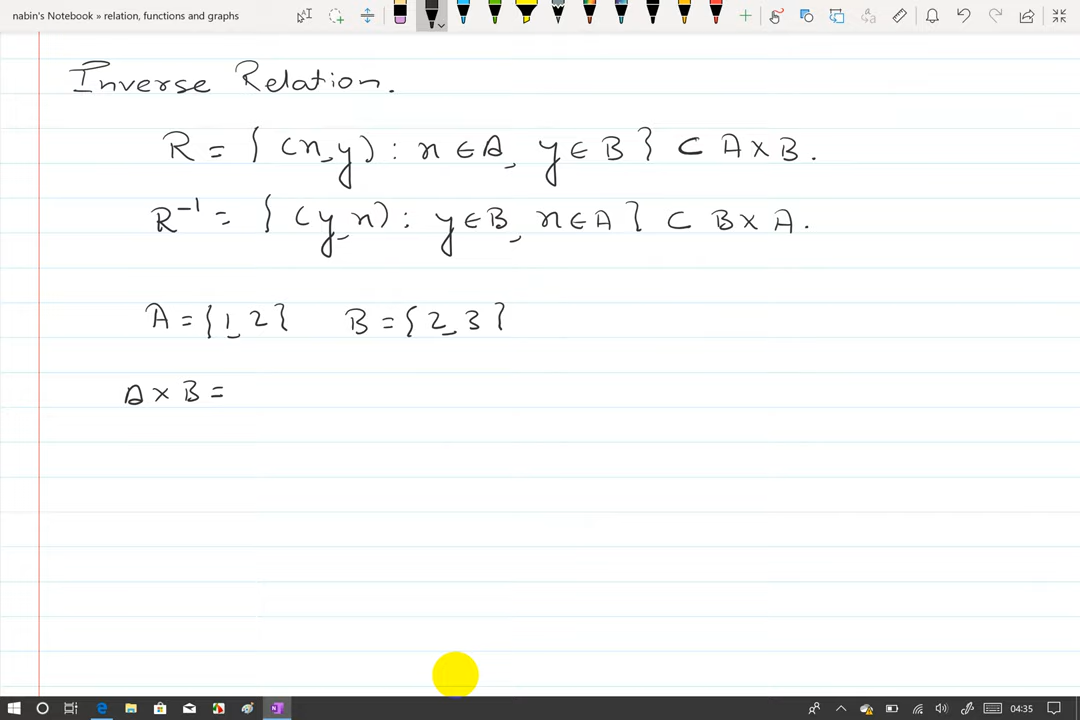 nabin's Notebook » relation, functions and graphs
Inverse Relation.
R = { (x, y) : x ∈ A, y ∈ B } ⊂ A × B.
R⁻¹ = { (y, x) : y ∈ B, x ∈ A } ⊂ B × A.
A = {1, 2} B = {2, 3}
A × B =
04:35